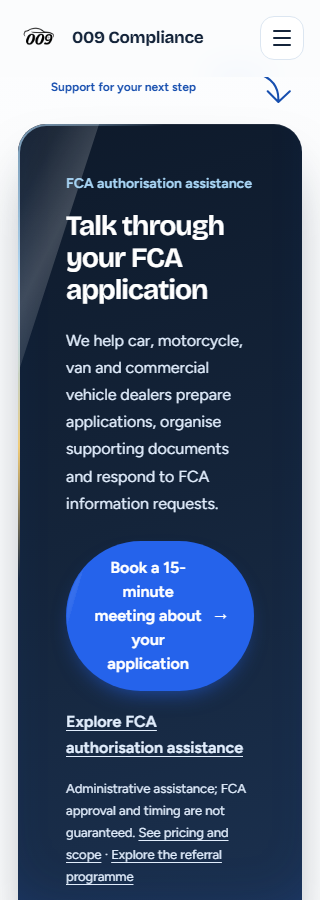 009 009 Compliance
Support for your next step
FCA authorisation assistance
Talk through
your FCA
application
We help car, motorcycle,
van and commercial
vehicle dealers prepare
applications, organise
supporting documents
and respond to FCA
information requests.
Book a 15-
minute
meeting about →
your
application
Explore FCA
authorisation assistance
Administrative assistance; FCA
approval and timing are not
guaranteed. See pricing and
scope · Explore the referral
programme